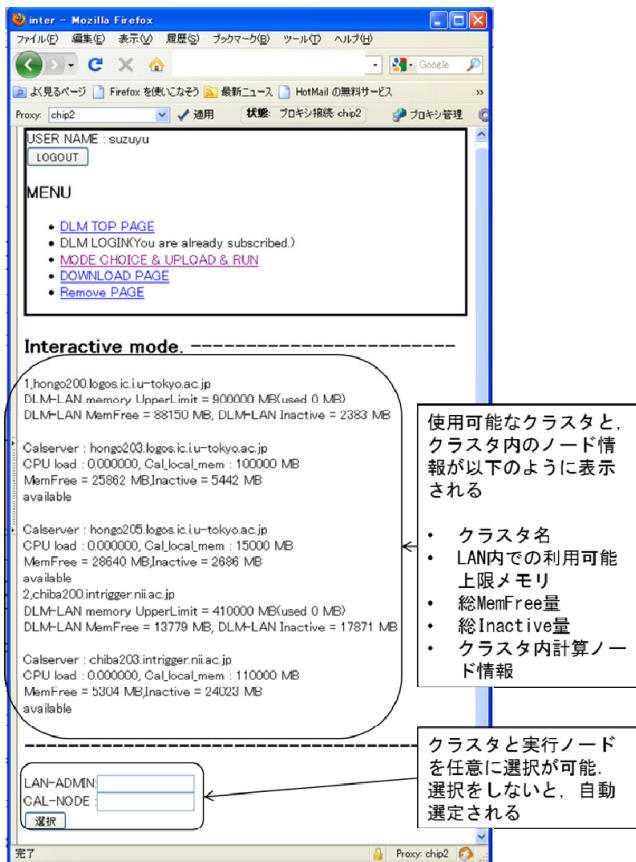 inter - Mozilla Firefox
ファイル(F) 編集(E) 表示(V) 履歴(S) ブックマーク(B) ツール(T) ヘルプ(H)
Google
よく見るページ Firefox を使いこなそう 最新ニュース HotMail の無料サービス »
Proxy: chip2 適用 状態: プロキシ接続: chip2 プロキシ管理
USER NAME : suzuyu
LOGOUT
MENU
• DLM TOP PAGE
• DLM LOGIN(You are already subscribed.)
• MODE CHOICE & UPLOAD & RUN
• DOWNLOAD PAGE
• Remove PAGE
Interactive mode. --------------------------
1,hongo200.logos.ic.i.u-tokyo.ac.jp
DLM-LAN memory UpperLimit = 900000 MB(used 0 MB)
DLM-LAN MemFree = 88150 MB, DLM-LAN Inactive = 2383 MB
Calserver : hongo203.logos.ic.i.u-tokyo.ac.jp
CPU load : 0.000000, Cal_local_mem : 100000 MB
MemFree = 25862 MB,Inactive = 5442 MB
available
Calserver : hongo205.logos.ic.i.u-tokyo.ac.jp
CPU load : 0.000000, Cal_local_mem : 15000 MB
MemFree = 28640 MB,Inactive = 2686 MB
available
2,chiba200.intrigger.nii.ac.jp
DLM-LAN memory UpperLimit = 410000 MB(used 0 MB)
DLM-LAN MemFree = 13779 MB, DLM-LAN Inactive = 17871 MB
Calserver : chiba203.intrigger.nii.ac.jp
CPU load : 0.000000, Cal_local_mem : 110000 MB
MemFree = 5304 MB,Inactive = 24023 MB
available
LAN-ADMIN:
CAL-NODE :
選択
完了 Proxy: chip2
使用可能なクラスタと,
クラスタ内のノード情
報が以下のように表示
される
• クラスタ名
• LAN内での利用可能
上限メモリ
• 総MemFree量
• 総Inactive量
• クラスタ内計算ノー
ド情報
クラスタと実行ノード
を任意に選択が可能.
選択をしないと, 自動
選定される